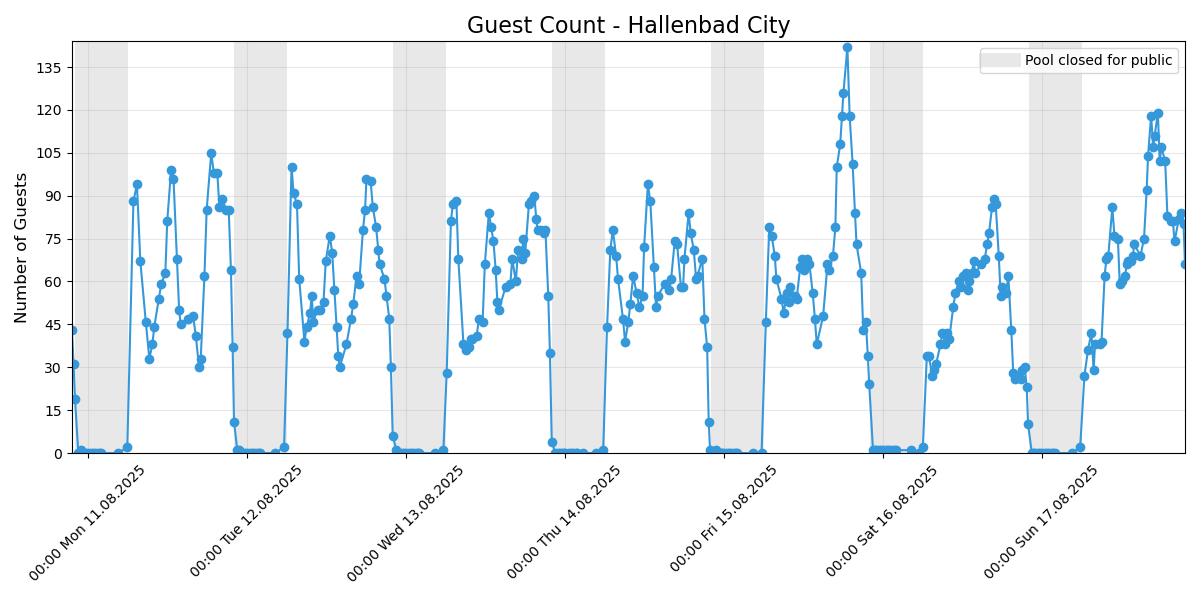 Guest Count - Hallenbad City
Pool closed for public
Number of Guests
135
120
105
90
75
60
45
30
15
0
00:00 Mon 11.08.2025
00:00 Tue 12.08.2025
00:00 Wed 13.08.2025
00:00 Thu 14.08.2025
00:00 Fri 15.08.2025
00:00 Sat 16.08.2025
00:00 Sun 17.08.2025